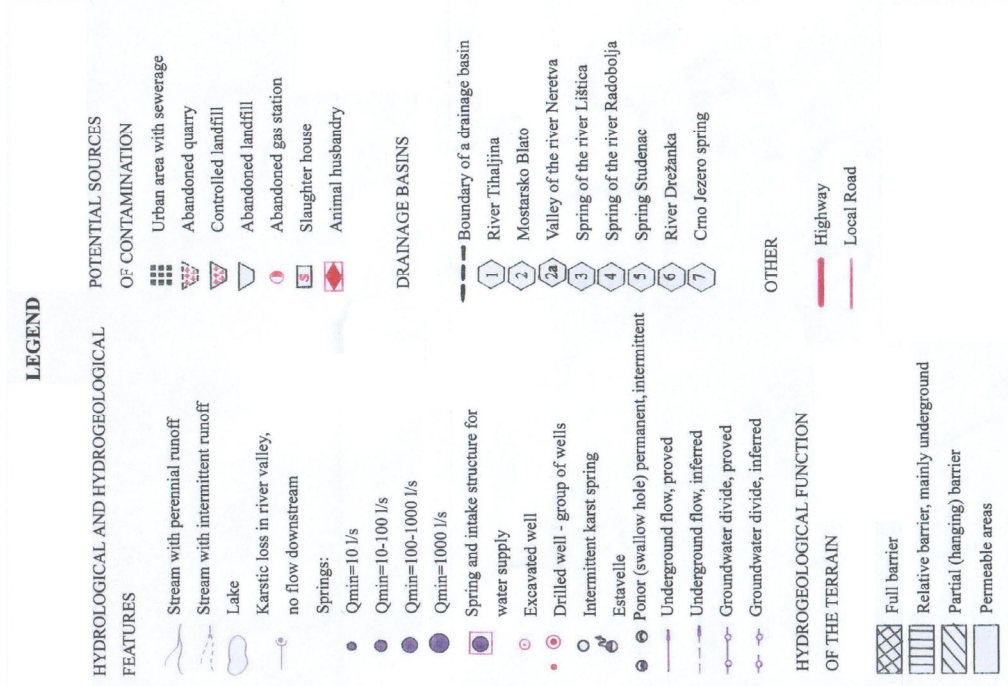 LEGEND
HYDROLOGICAL AND HYDROGEOLOGICAL
FEATURES
Stream with perennial runoff
Stream with intermittent runoff
Lake
Karstic loss in river valley,
no flow downstream
Springs:
Qmin=10 l/s
Qmin=10-100 l/s
Qmin=100-1000 l/s
Qmin=1000 l/s
Spring and intake structure for
water supply
Excavated well
Drilled well - group of wells
Intermittent karst spring
Estavelle
Ponor (swallow hole) permanent, intermittent
Underground flow, proved
Underground flow, inferred
Groundwater divide, proved
Groundwater divide, inferred
HYDROGEOLOGICAL FUNCTION
OF THE TERRAIN
Full barrier
Relative barrier, mainly underground
Partial (hanging) barrier
Permeable areas
POTENTIAL SOURCES
OF CONTAMINATION
Urban area with sewerage
Abandoned quarry
Controlled landfill
Abandoned landfill
Abandoned gas station
S Slaughter house
Animal husbandry
DRAINAGE BASINS
Boundary of a drainage basin
1 River Tihaljina
2 Mostarsko Blato
2a Valley of the river Neretva
3 Spring of the river Lištica
4 Spring of the river Radobolja
5 Spring Studenac
6 River Drežanka
7 Crno Jezero spring
OTHER
Highway
Local Road